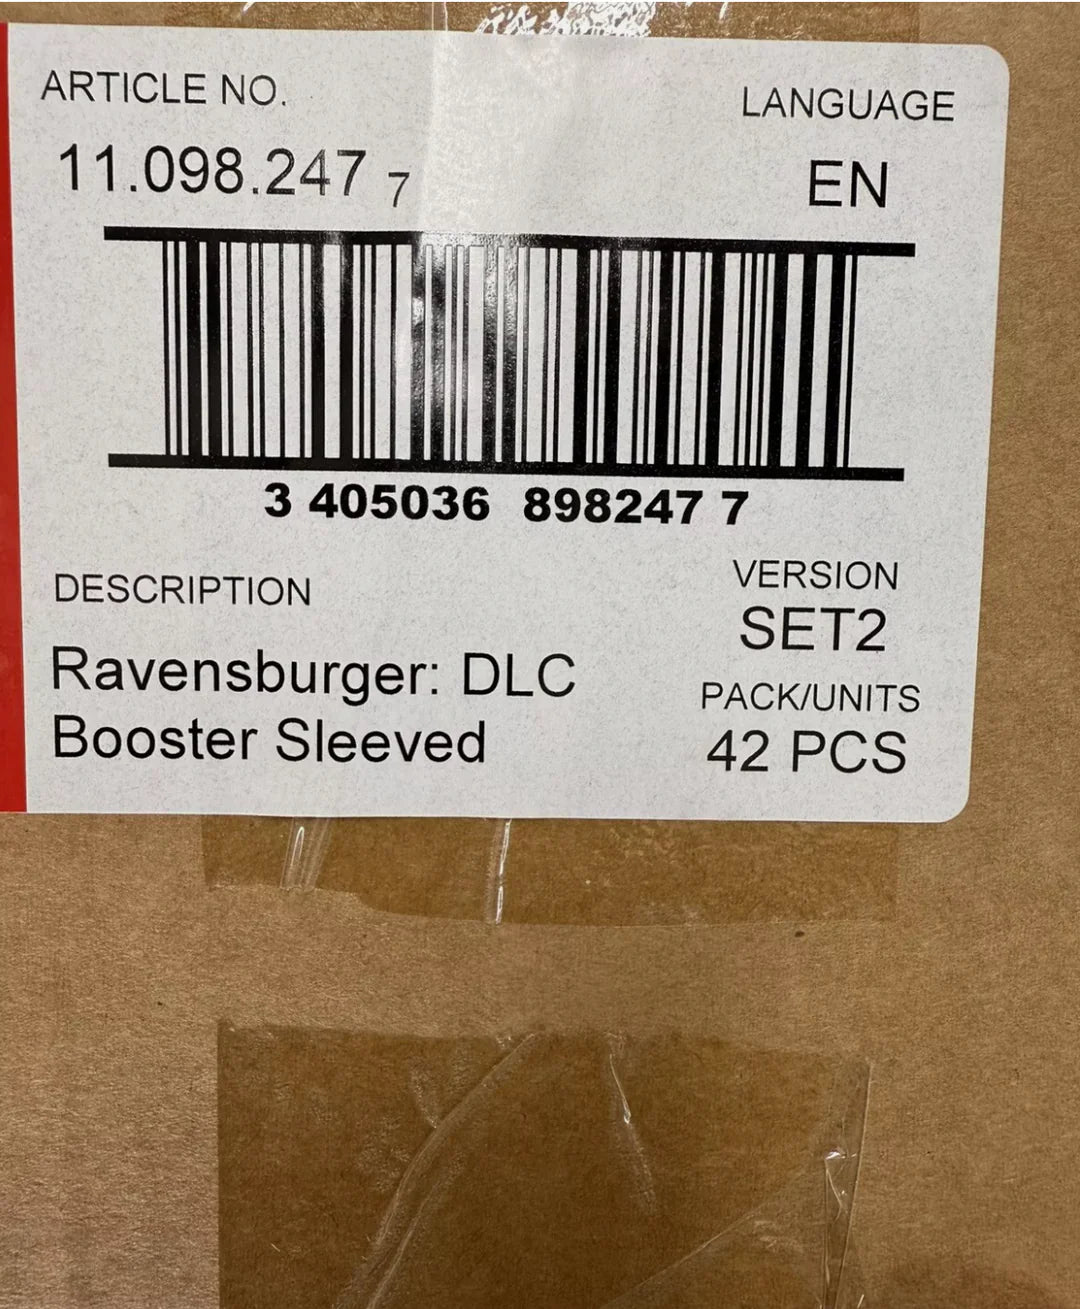 ARTICLE NO.
LANGUAGE
11.098.247 7
EN
3 405036 898247 7
DESCRIPTION
Ravensburger: DLC
Booster Sleeved
VERSION
SET2
PACK/UNITS
42 PCS